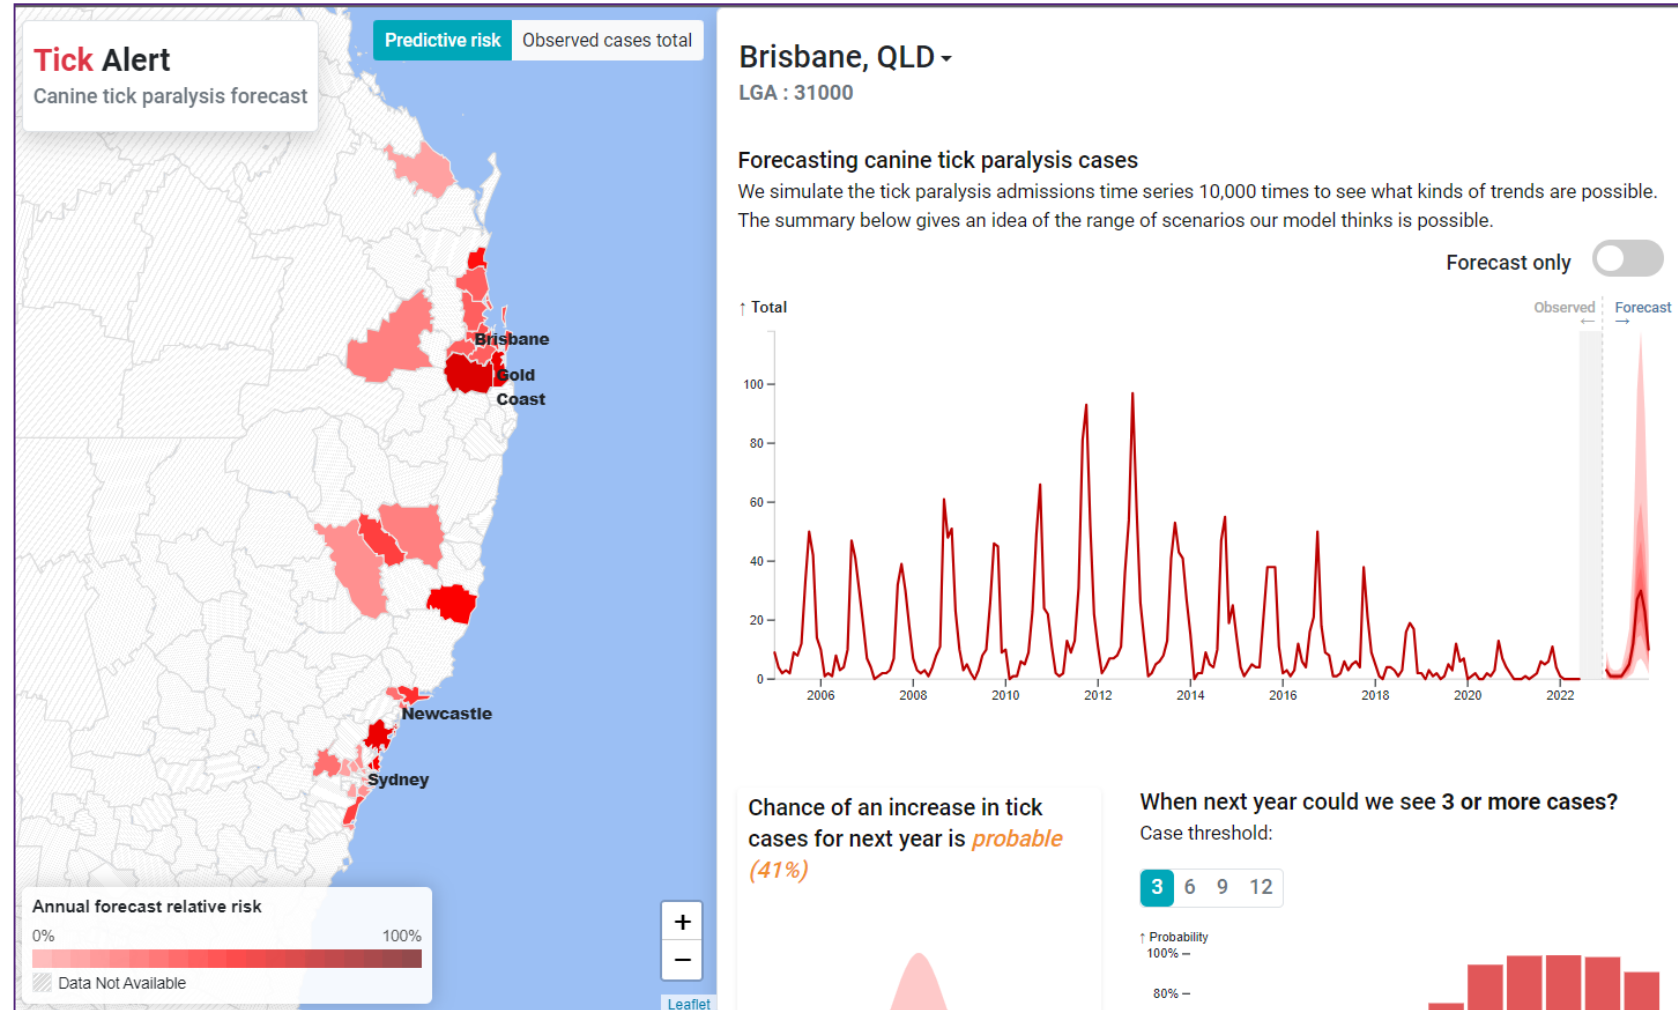 Tick Alert
Canine tick paralysis forecast
Predictive risk
Observed cases total
Brisbane
Gold
Coast
Newcastle
Sydney
Annual forecast relative risk
0%
100%
Data Not Available
+
−
Leaflet
Brisbane, QLD
LGA : 31000
Forecasting canine tick paralysis cases
We simulate the tick paralysis admissions time series 10,000 times to see what kinds of trends are possible.
The summary below gives an idea of the range of scenarios our model thinks is possible.
Forecast only
↑ Total
Observed
←
Forecast
→
100
80
60
40
20
0
2006
2008
2010
2012
2014
2016
2018
2020
2022
Chance of an increase in tick
cases for next year is probable
(41%)
When next year could we see 3 or more cases?
Case threshold:
3 6 9 12
↑ Probability
100%
80%